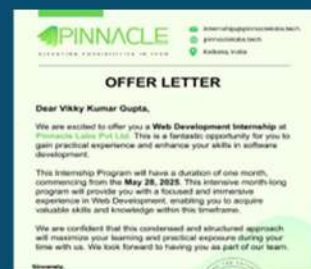 PINNACLE
Kolkata, India
OFFER LETTER
Dear Vikky Kumar Gupta,
We are excited to offer you a Web Development Internship at
Pinnacle Labs Pvt Ltd. This is a fantastic opportunity for you to
gain practical experience and enhance your skills in software
development.
This Internship Program will have a duration of one month,
commencing from the May 28, 2025. This intensive month-long
program will provide you with a focused and immersive
experience in Web Development, enabling you to acquire
valuable skills and knowledge within this timeframe.
We are confident that this condensed and structured approach
will maximize your learning and practical exposure during your
time with us. We look forward to having you as part of our team.
Sincerely,